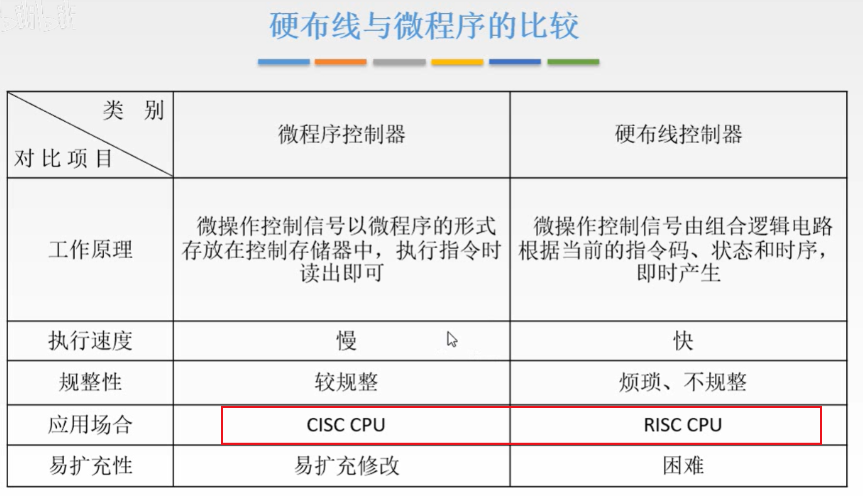 硬布线与微程序的比较
类 别
对比项目
微程序控制器
硬布线控制器
工作原理
微操作控制信号以微程序的形式
存放在控制存储器中，执行指令时
读出即可
微操作控制信号由组合逻辑电路
根据当前的指令码、状态和时序，
即时产生
执行速度
慢
快
规整性
较规整
烦琐、不规整
应用场合
CISC CPU
RISC CPU
易扩充性
易扩充修改
困难